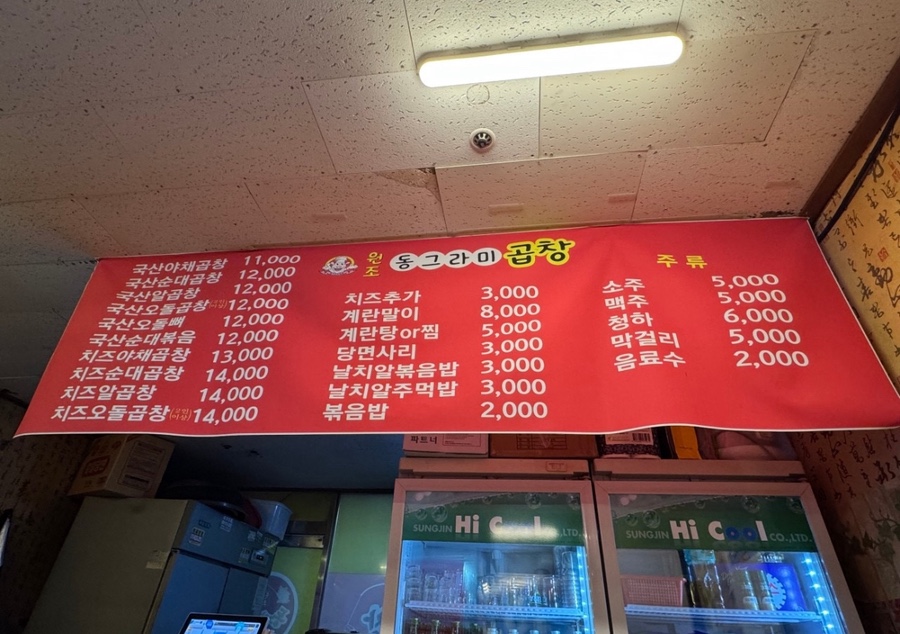 원조 동그라미 곱창
국산야채곱창 11,000
국산순대곱창 12,000
국산알곱창 12,000
국산오돌곱창 12,000
국산오돌뼈 12,000
국산순대볶음 12,000
치즈야채곱창 13,000
치즈순대곱창 14,000
치즈알곱창 14,000
치즈오돌곱창 14,000
치즈추가 3,000
계란말이 8,000
계란탕or찜 5,000
당면사리 3,000
날치알볶음밥 3,000
날치알주먹밥 3,000
볶음밥 2,000
주류
소주 5,000
맥주 5,000
청하 6,000
막걸리 5,000
음료수 2,000
파트너
SUNGJIN Hi Cool CO.,LTD.
SUNGJIN Hi Cool CO.,LTD.